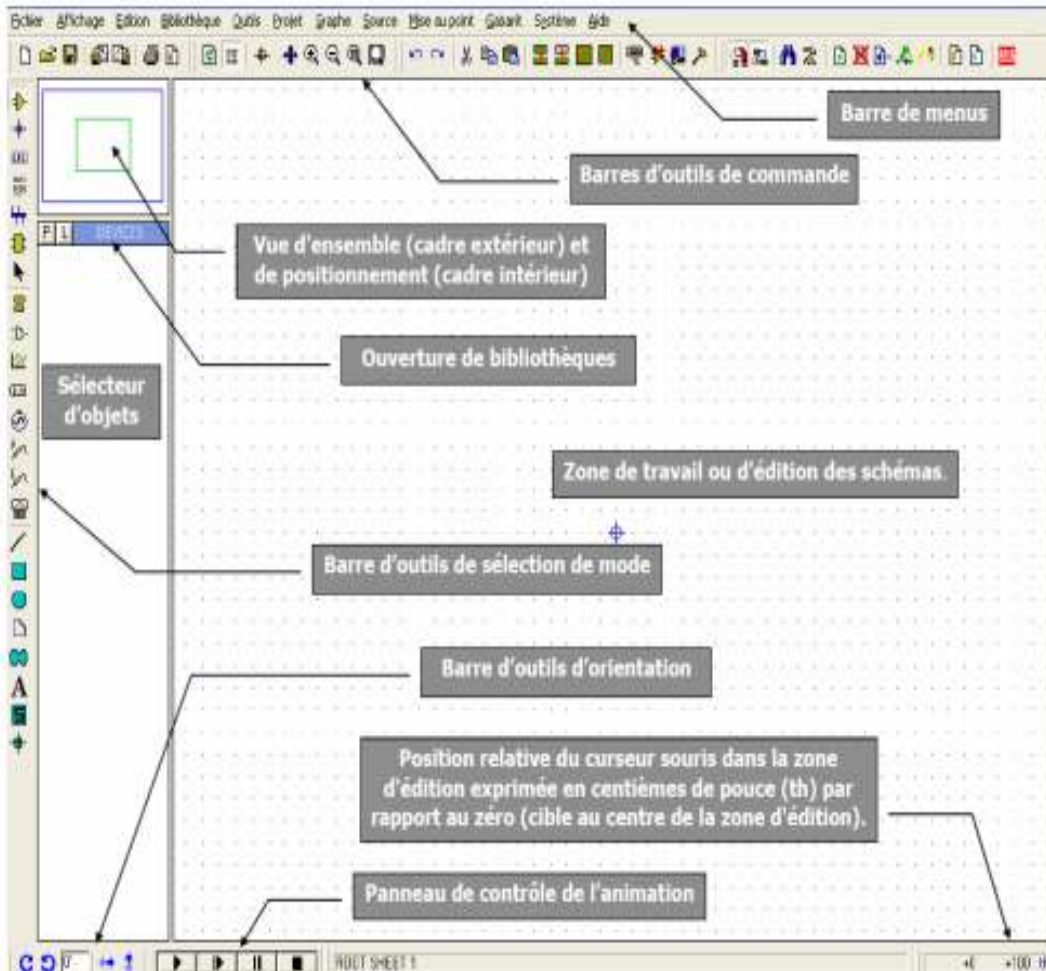 Fichier Affichage Edition Bibliothèque Outils Projet Graphe Source Mise au point Gabarit Système Aide
Barre de menus
Barres d'outils de commande
Vue d'ensemble (cadre extérieur) et
de positionnement (cadre intérieur)
P L DEVICES
Ouverture de bibliothèques
Sélecteur
d'objets
Zone de travail ou d'édition des schémas.
Barre d'outils de sélection de mode
Barre d'outils d'orientation
A
Position relative du curseur souris dans la zone
d'édition exprimée en centièmes de pouce (th) par
rapport au zéro (cible au centre de la zone d'édition).
Panneau de contrôle de l'animation
ROOT SHEET 1
+0 +100